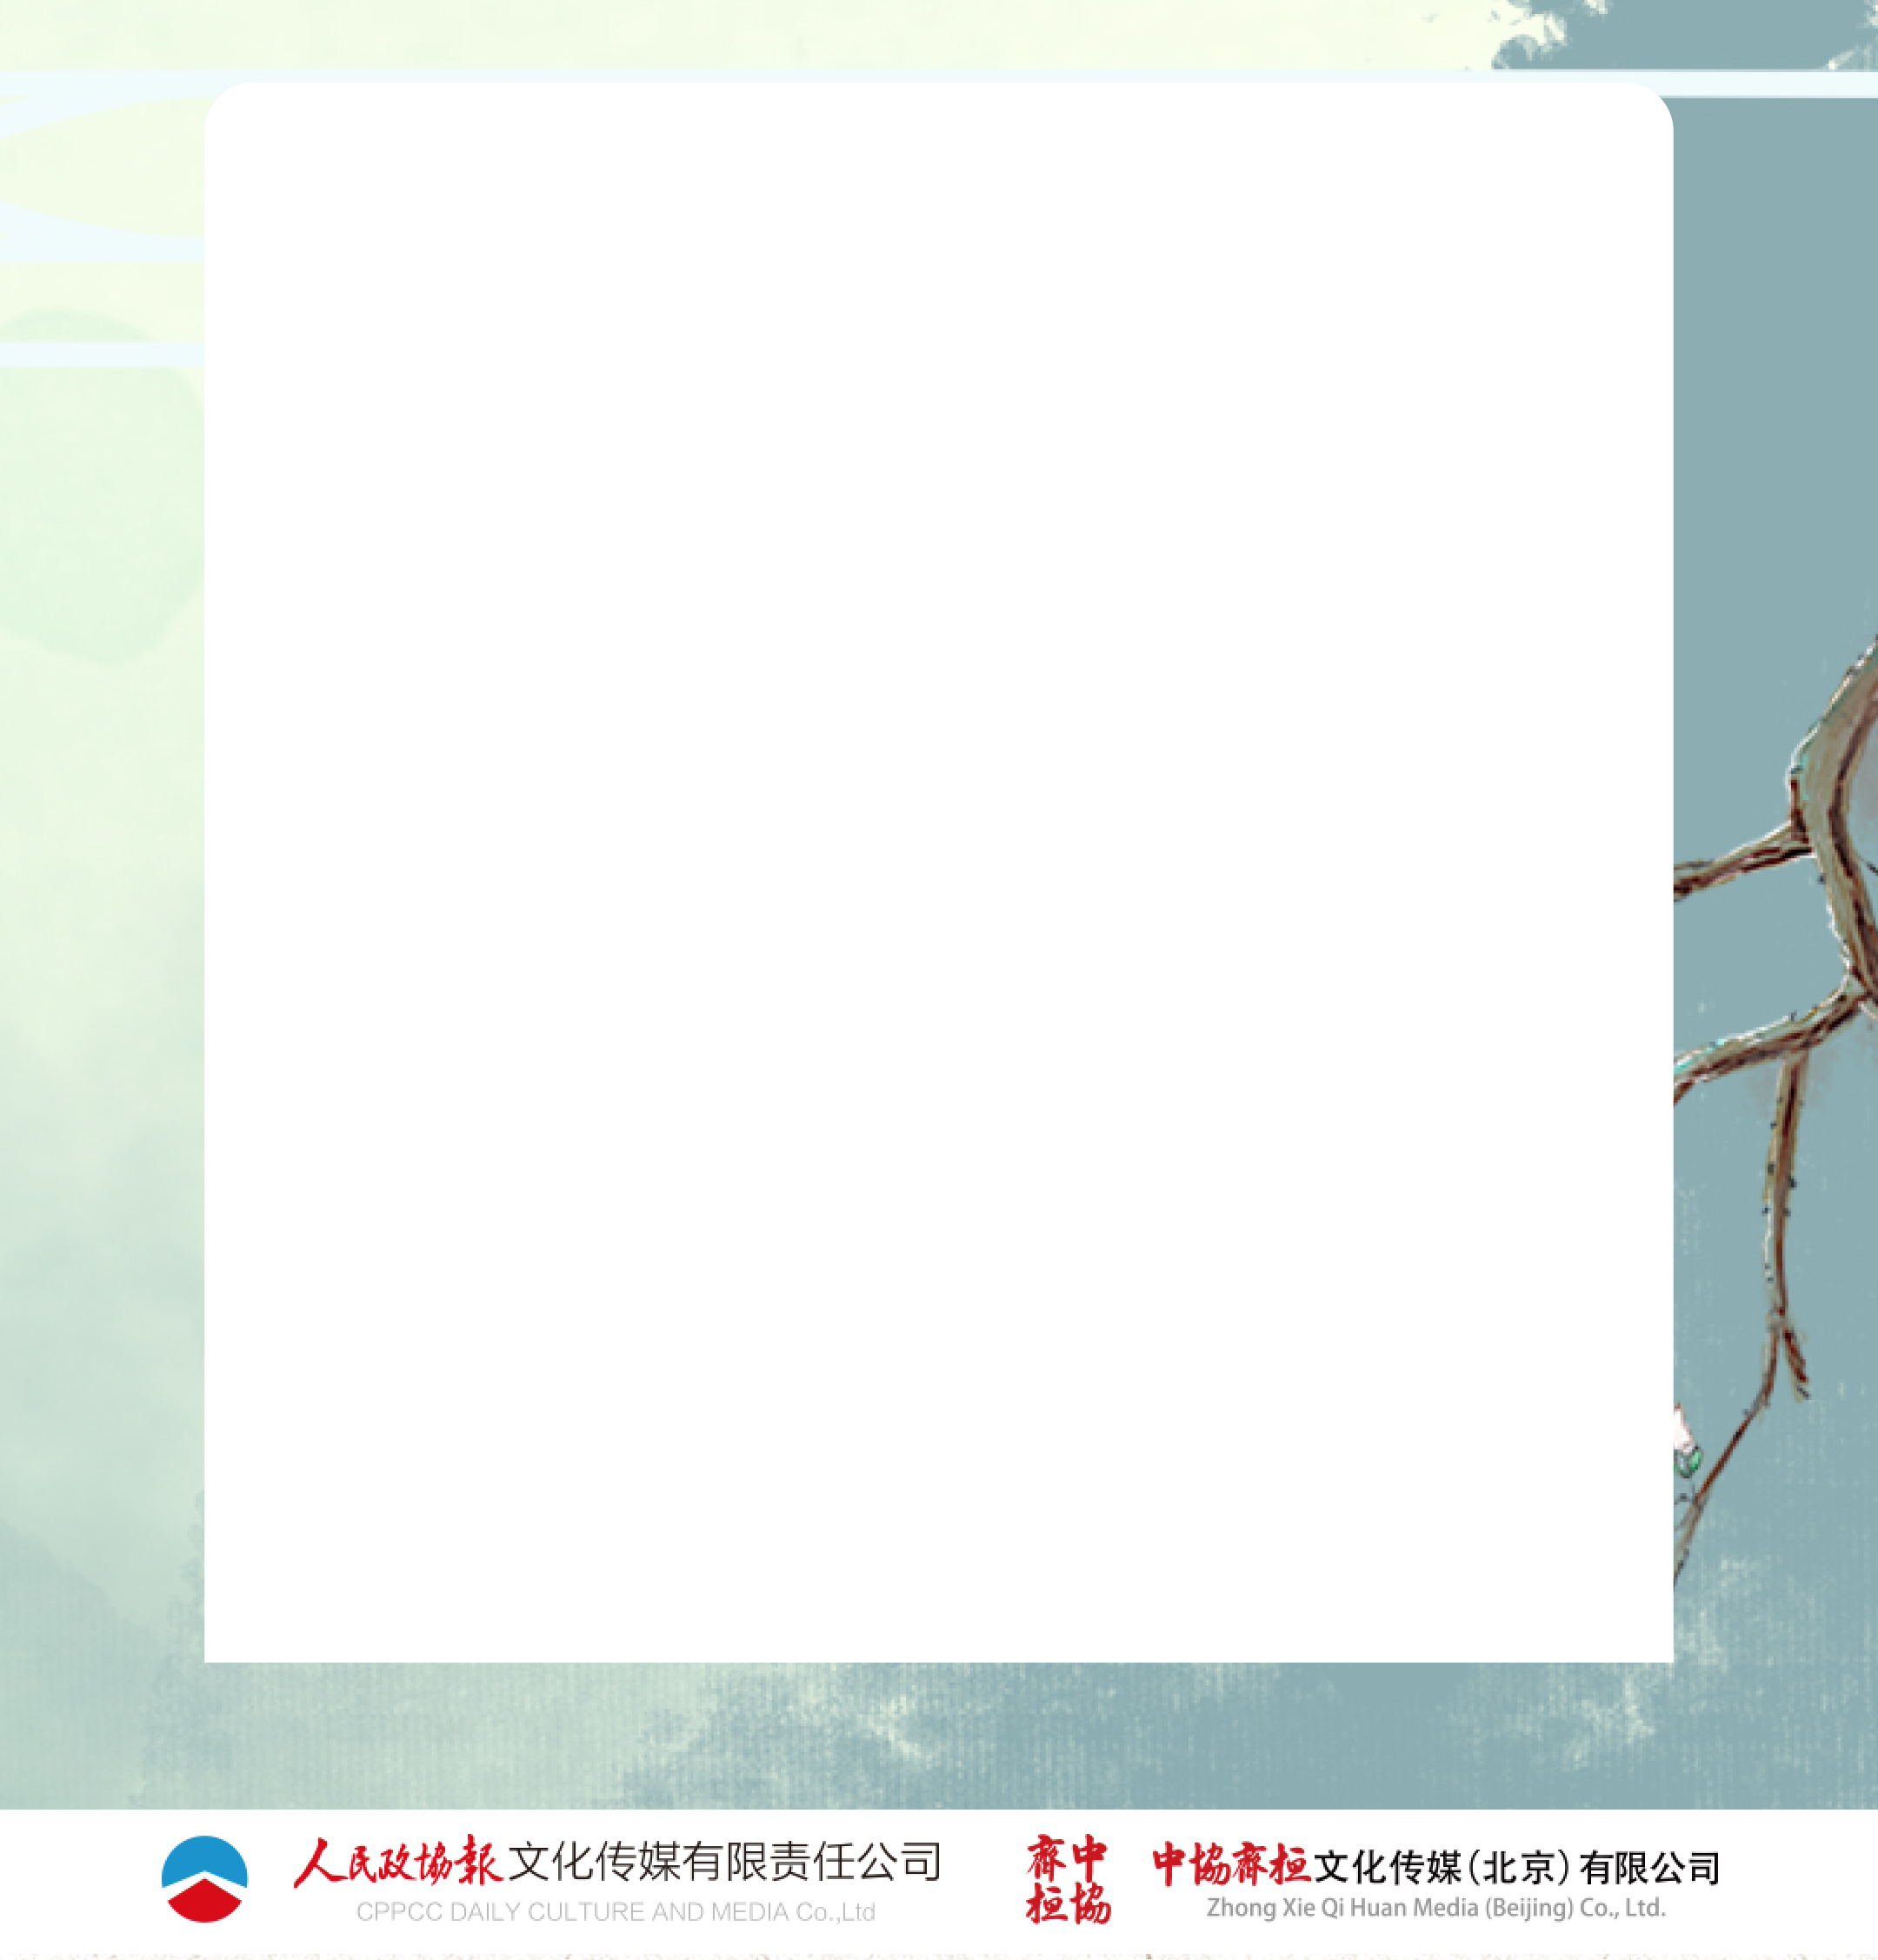 人民政協報文化传媒有限责任公司
CPPCC DAILY CULTURE AND MEDIA Co.,Ltd
齊中
桓協
中協齊桓文化传媒(北京)有限公司
Zhong Xie Qi Huan Media (Beijing) Co., Ltd.